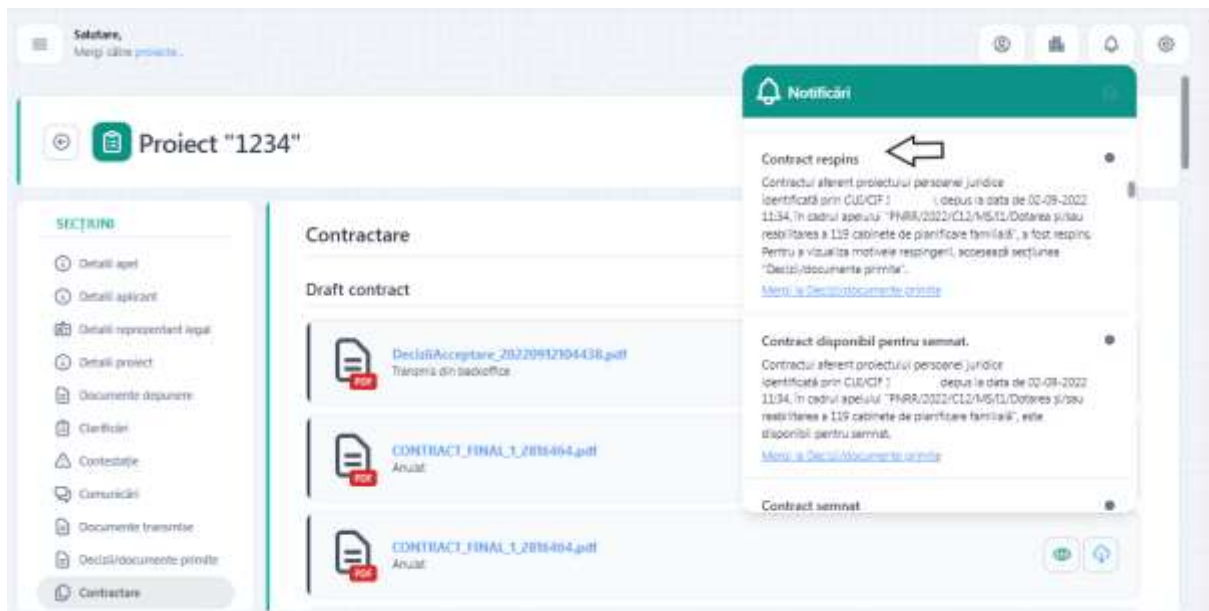 Salutare,
Mergi către proiecte...
Notificări
Proiect "1234"
Contract respins
Contractul aferent proiectului persoanei juridice
identificată prin CUI/CIF : , depus la data de 02-09-2022
11:34, în cadrul apelului "PNRR/2022/C12/MS/I1/Dotarea și/sau
reabilitarea a 119 cabinete de planificare familială", a fost respins.
Pentru a vizualiza motivele respingerii, accesează secțiunea
"Decizii/documente primite".
Mergi la Decizii/documente primite
Contract disponibil pentru semnat.
Contractul aferent proiectului persoanei juridice
identificată prin CUI/CIF : depus la data de 02-09-2022
11:34, în cadrul apelului "PNRR/2022/C12/MS/I1/Dotarea și/sau
reabilitarea a 119 cabinete de planificare familială", este
disponibil pentru semnat.
Mergi la Decizii/documente primite
Contract semnat
SECȚIUNI
Detalii apel
Detalii aplicant
Detalii reprezentant legal
Detalii proiect
Documente depunere
Clarificări
Contestație
Comunicări
Documente transmise
Decizii/documente primite
Contractare
Contractare
Draft contract
DeciziiAcceptare_20220912104438.pdf
Transmis din backoffice
PDF
CONTRACT_FINAL_1_2816464.pdf
Anulat
PDF
CONTRACT_FINAL_1_2816464.pdf
Anulat
PDF